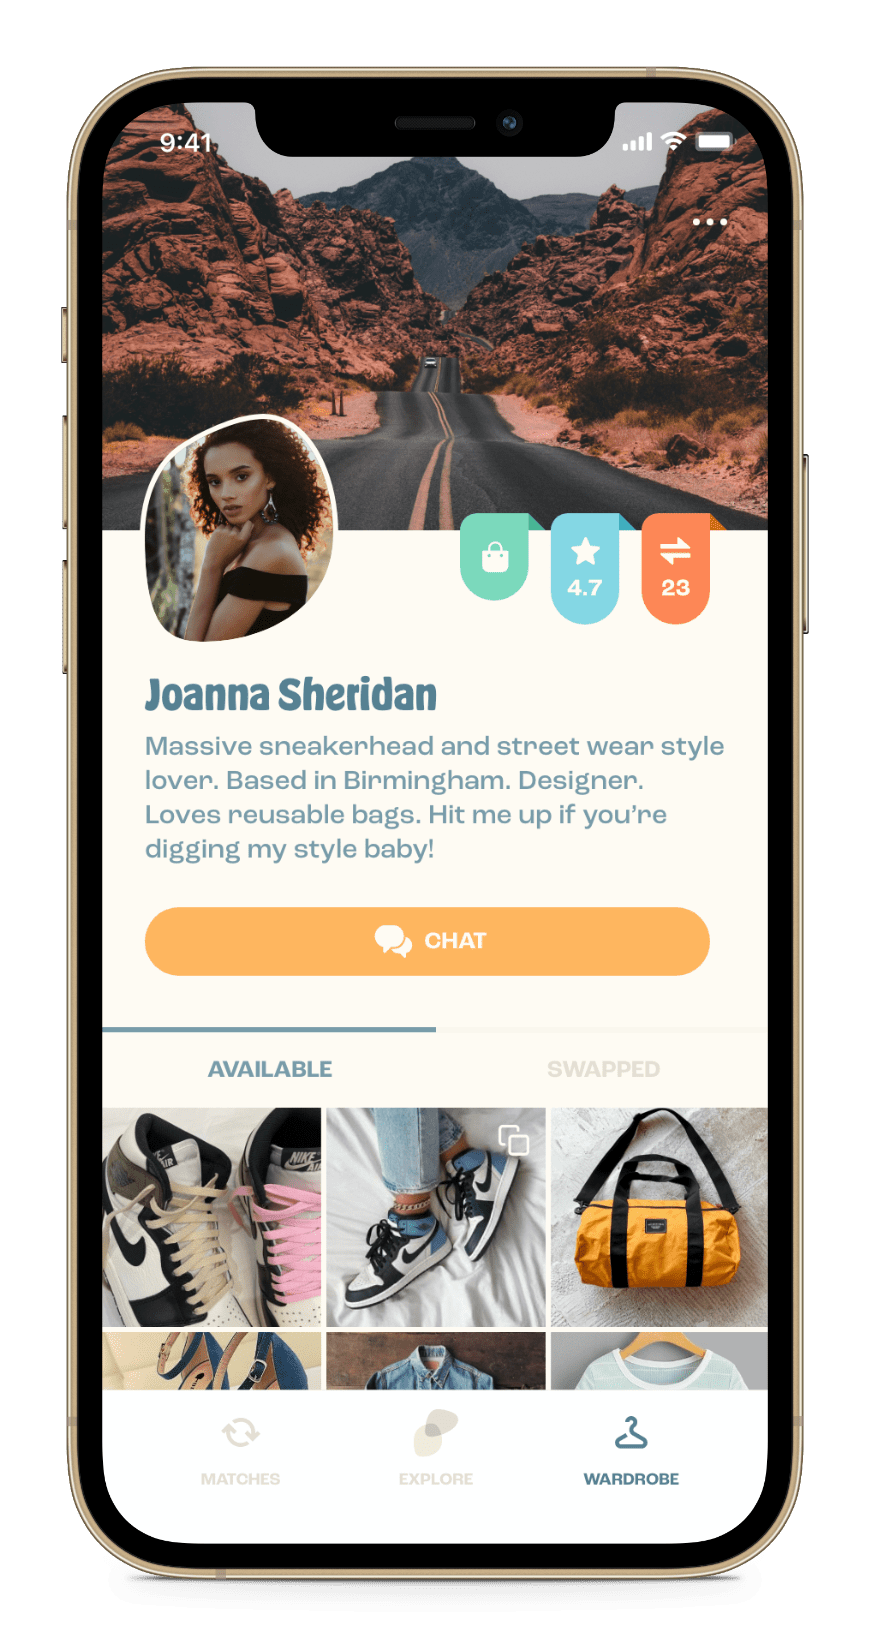 9:41
4.7
23
Joanna Sheridan
Massive sneakerhead and street wear style
lover. Based in Birmingham. Designer.
Loves reusable bags. Hit me up if you’re
digging my style baby!
CHAT
AVAILABLE
SWAPPED
NIKE
AIR
NIKE
AIR
MATCHES
EXPLORE
WARDROBE